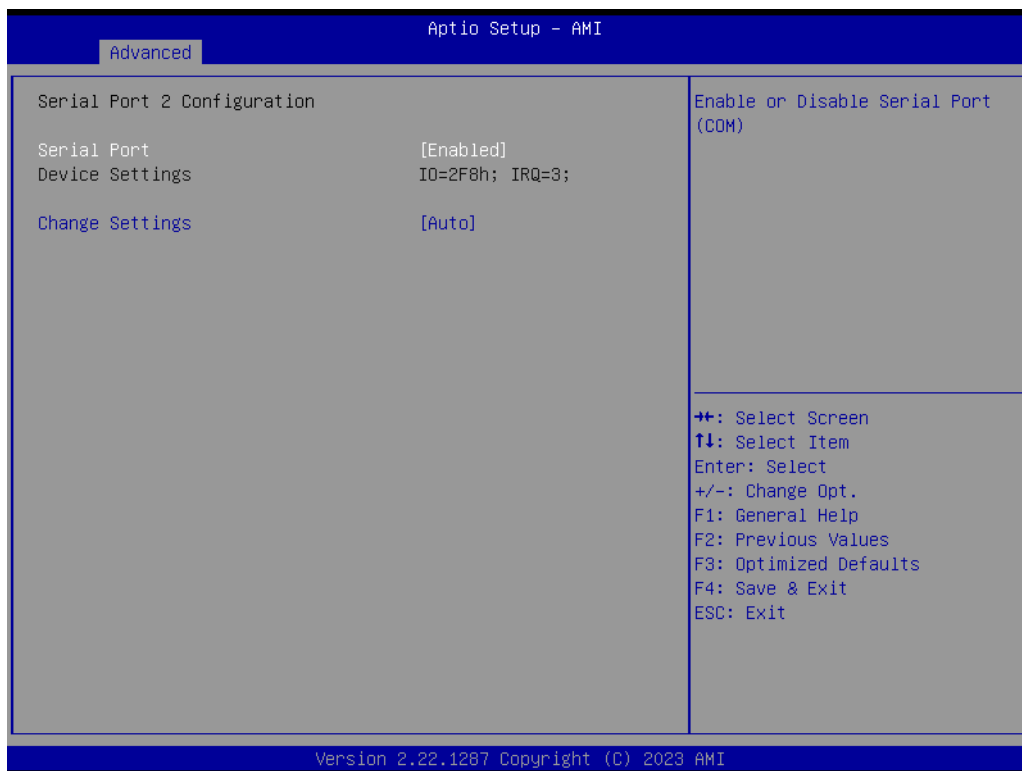 Aptio Setup - AMI
Advanced
Serial Port 2 Configuration
Serial Port [Enabled]
Device Settings IO=2F8h; IRQ=3;
Change Settings [Auto]
Enable or Disable Serial Port
(COM)
→←: Select Screen
↑↓: Select Item
Enter: Select
+/-: Change Opt.
F1: General Help
F2: Previous Values
F3: Optimized Defaults
F4: Save & Exit
ESC: Exit
Version 2.22.1287 Copyright (C) 2023 AMI